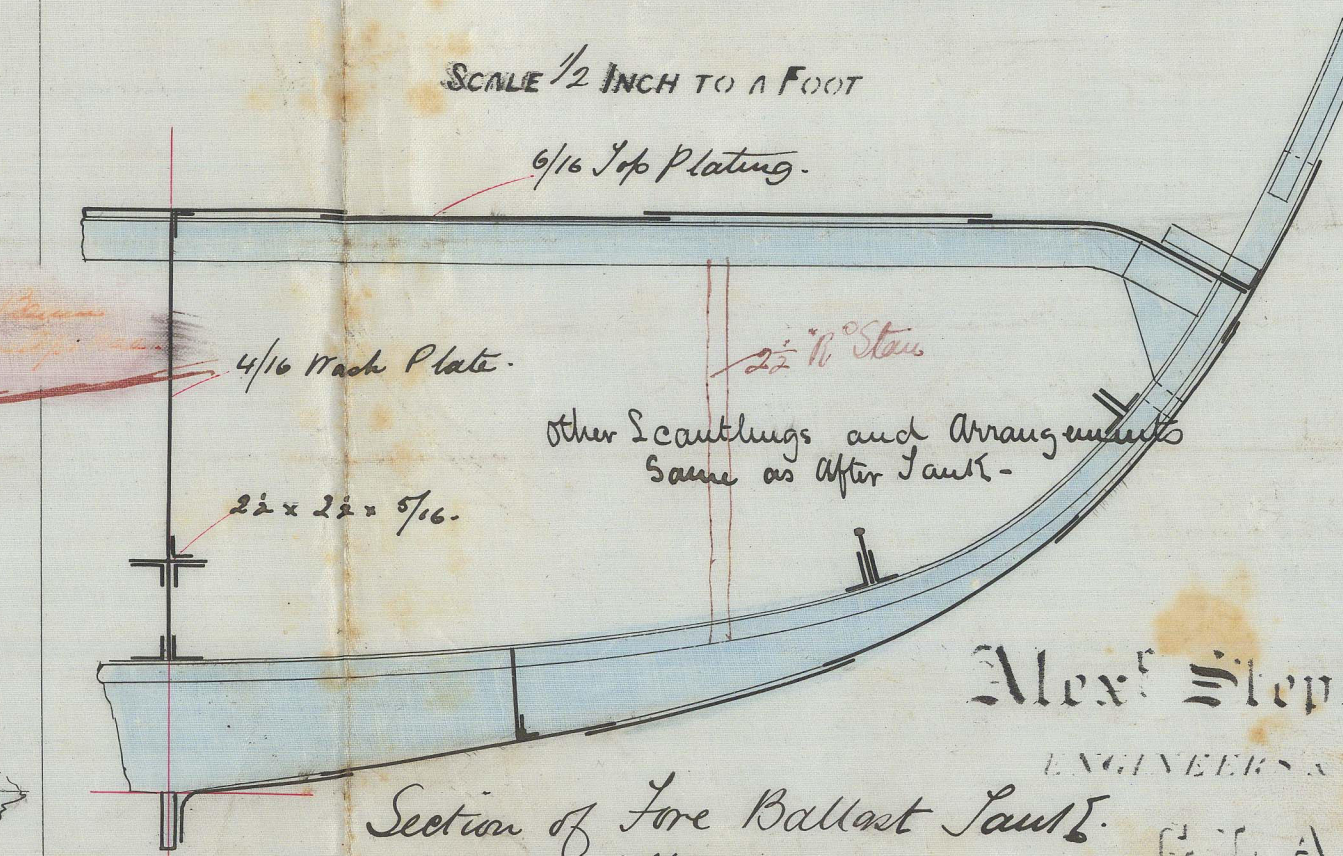 SCALE 1/2 INCH TO A FOOT
6/16 Top Plating.
4/16 Wash Plate.
2½ "R" Stay
Other Scantlings and Arrangements
Same as After Tank-
2½ x 2½ x 5/16.
Alexr Step
ENGINEERS &
Section of Fore Ballast Tank.